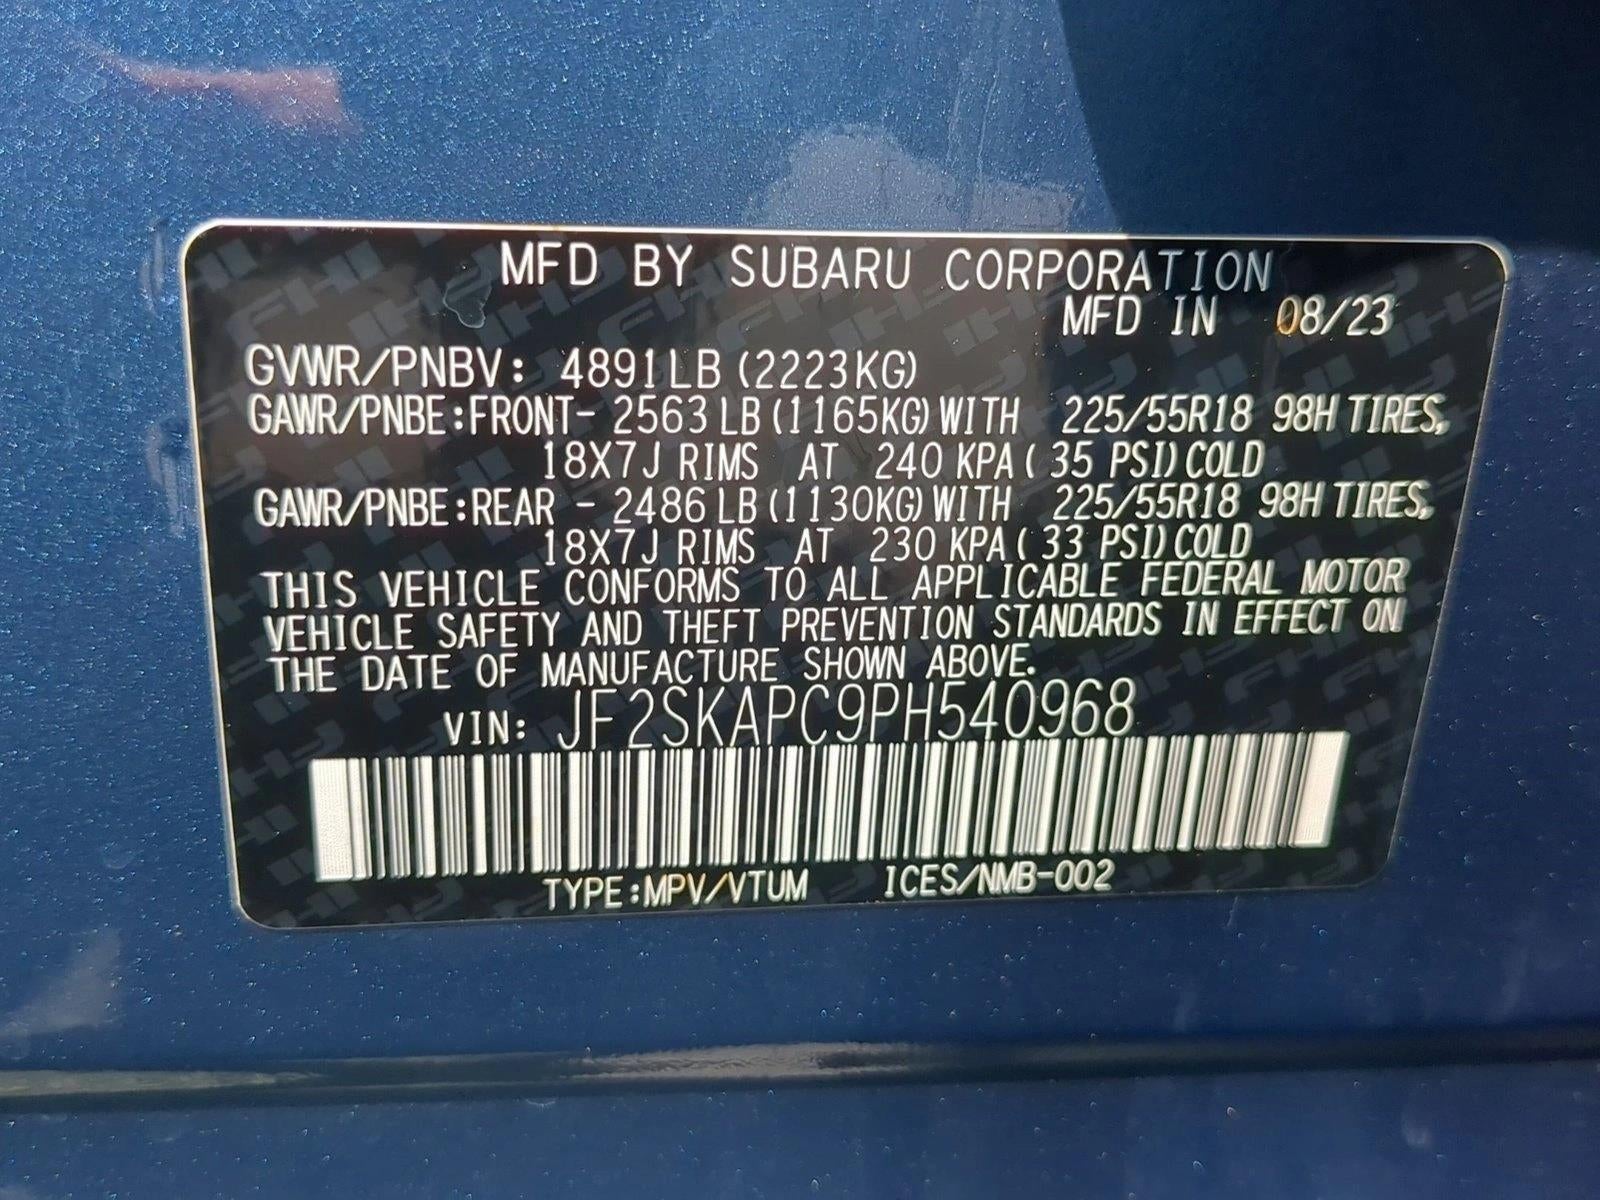 MFD BY SUBARU CORPORATION
MFD IN 08/23
GVWR/PNBV: 4891LB (2223KG)
GAWR/PNBE:FRONT- 2563 LB (1165KG) WITH 225/55R18 98H TIRES,
18X7J RIMS AT 240 KPA ( 35 PSI) COLD
GAWR/PNBE:REAR - 2486 LB (1130KG) WITH 225/55R18 98H TIRES,
18X7J RIMS AT 230 KPA ( 33 PSI) COLD
THIS VEHICLE CONFORMS TO ALL APPLICABLE FEDERAL MOTOR
VEHICLE SAFETY AND THEFT PREVENTION STANDARDS IN EFFECT ON
THE DATE OF MANUFACTURE SHOWN ABOVE.
VIN: JF2SKAPC9PH540968
TYPE:MPV/VTUM ICES/NMB-002